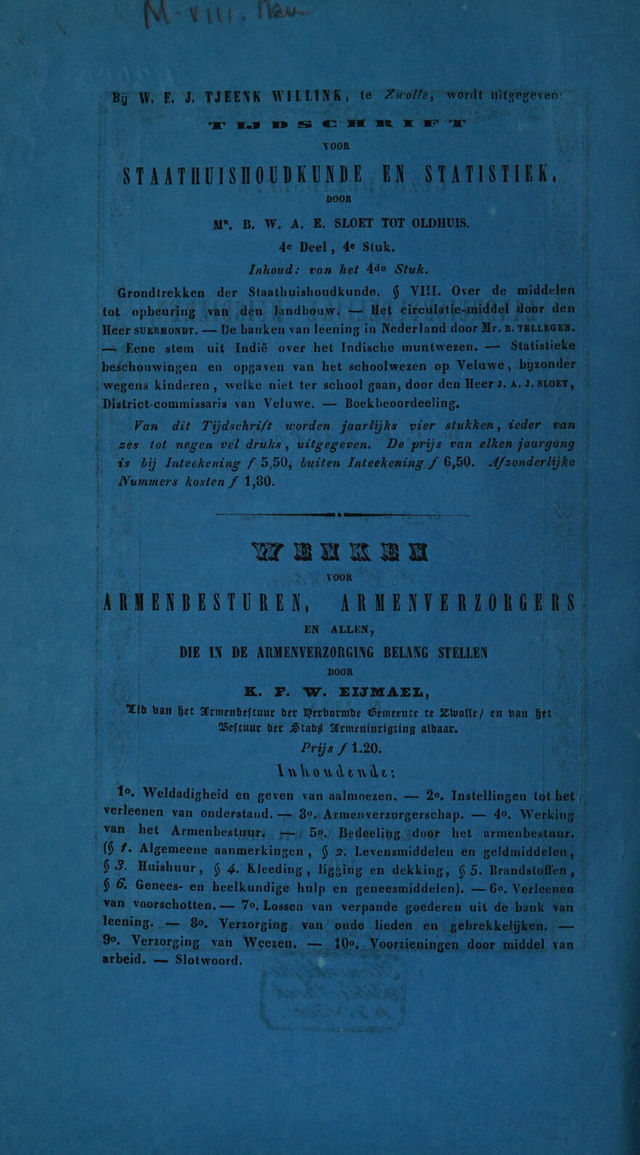 M-VIII.
Bij W. E. J. TJEENK WILLINK, te Zwolle, wordt uitgegeven:
TIJDSCHRIFT
VOOR
STAATHUISHOUDKUNDE EN STATISTIEK,
DOOR
Mr. B. W. A. E. SLOET TOT OLDHUIS.
4e Deel, 4e Stuk.
Inhoud: van het 4de Stuk.
Grondtrekken der Staathuishoudkunde. § VIII. Over de middelen
tot opbeuring van den landbouw. — Het circulatie-middel door den
Heer SUERMONDT. — De banken van leening in Nederland door Mr. B. TELLEGEN.
— Eene stem uit Indië over het Indische muntwezen. — Statistieke
beschouwingen en opgaven van het schoolwezen op Veluwe, bijzonder
wegens kinderen, welke niet ter school gaan, door den Heer J. A. J. SLOET,
District-commissaris van Veluwe. — Boekbeoordeeling.
Van dit Tijdschrift worden jaarlijks vier stukken, ieder van
zes tot negen vel druks, uitgegeven. De prijs van elken jaargang
is bij Inteekening f 5,50, buiten Inteekening f 6,50. Afzonderlijke
Nummers kosten f 1,80.
WENKEN
VOOR
ARMENBESTUREN, ARMENVERZORGERS
EN ALLEN,
DIE IN DE ARMENVERZORGING BELANG STELLEN
DOOR
K. F. W. EIJMAEL,
Lid van het Armenbestuur der Hervormde Gemeente te Zwolle/ en van het
Bestuur der Stads Armeninrigting aldaar.
Prijs f 1.20.
Inhoudende:
1o. Weldadigheid en geven van aalmoezen. — 2o. Instellingen tot het
verleenen van onderstand. — 3o. Armenverzorgerschap. — 4o. Werking
van het Armenbestuur. — 5o. Bedeeling door het armenbestuur.
(§ 1. Algemeene aanmerkingen, § 2. Levensmiddelen en geldmiddelen,
§ 3. Huishuur, § 4. Kleeding, ligging en dekking, § 5. Brandstoffen,
§ 6. Genees- en heelkundige hulp en geneesmiddelen). — 6o. Verleenen
van voorschotten. — 7o. Lossen van verpande goederen uit de bank van
leening. — 8o. Verzorging van oude lieden en gebrekkelijken. —
9o. Verzorging van Weezen. — 10o. Voorzieningen door middel van
arbeid. — Slotwoord.